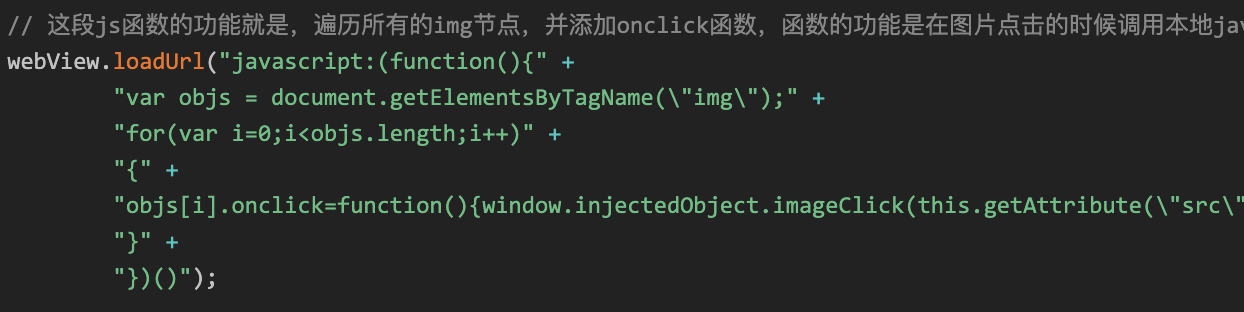 // 这段js函数的功能就是，遍历所有的img节点，并添加onclick函数，函数的功能是在图片点击的时候调用本地jav
webView.loadUrl("javascript:(function(){" +
"var objs = document.getElementsByTagName(\"img\");" +
"for(var i=0;i<objs.length;i++)" +
"{" +
"objs[i].onclick=function(){window.injectedObject.imageClick(this.getAttribute(\"src\"
"}" +
"})()");